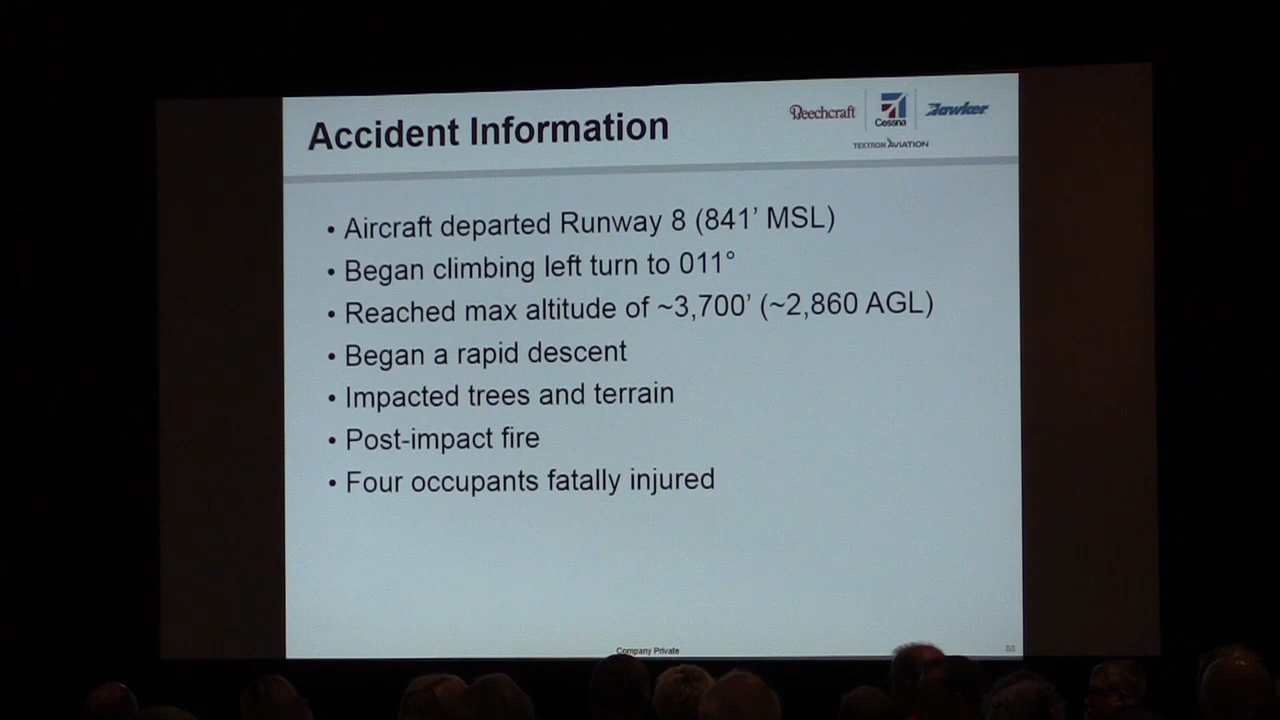 Accident Information
Beechcraft
Cessna
Hawker
TEXTRON AVIATION
• Aircraft departed Runway 8 (841’ MSL)
• Began climbing left turn to 011°
• Reached max altitude of ~3,700’ (~2,860 AGL)
• Began a rapid descent
• Impacted trees and terrain
• Post-impact fire
• Four occupants fatally injured
Company Private
88